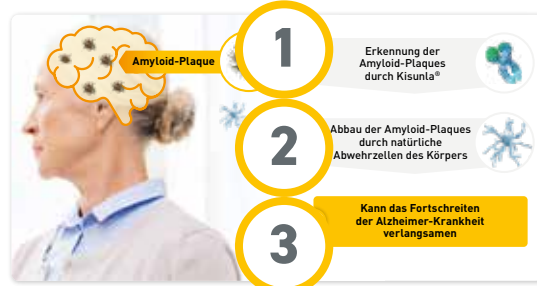 Amyloid-Plaque
1
Erkennung der
Amyloid-Plaques
durch Kisunla®
2
Abbau der Amyloid-Plaques
durch natürliche
Abwehrzellen des Körpers
3
Kann das Fortschreiten
der Alzheimer-Krankheit
verlangsamen